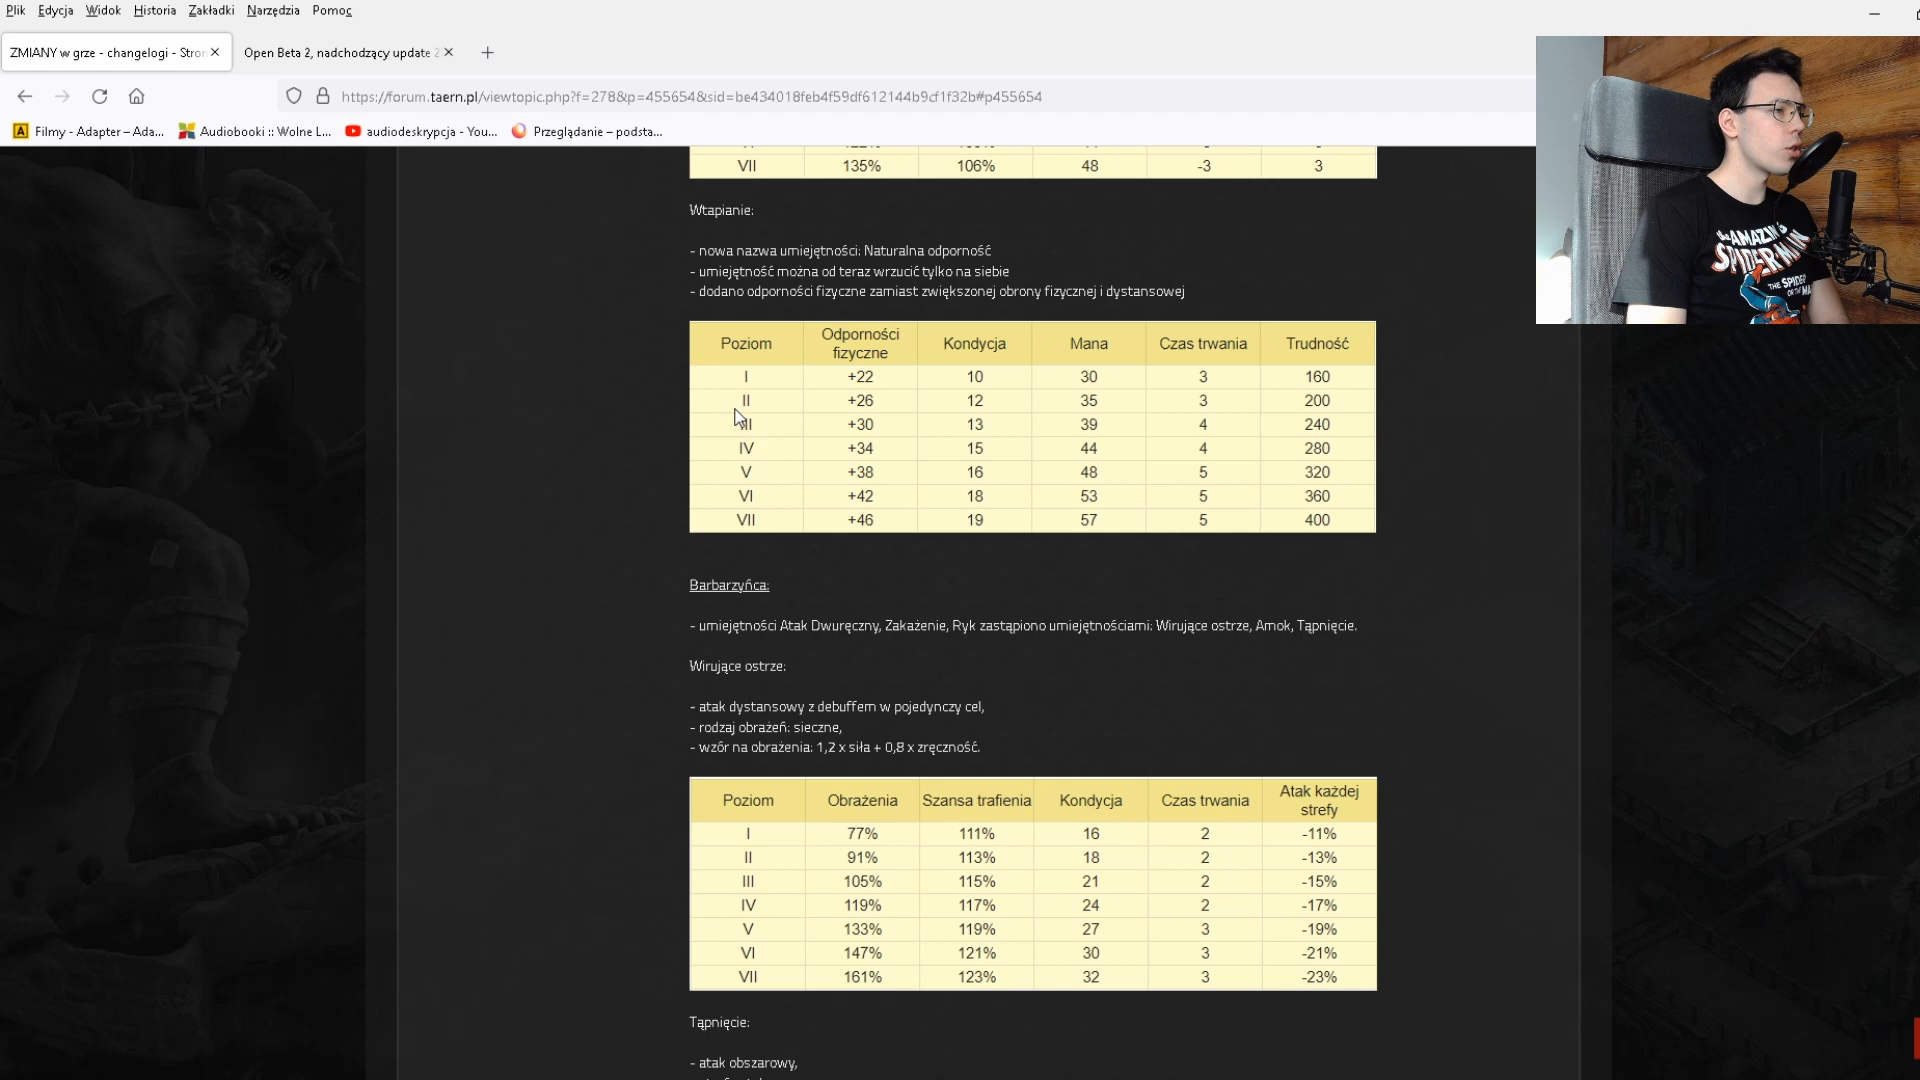 Plik Edycja Widok Historia Zakładki Narzędzia Pomoc
ZMIANY w grze - changelogi - Stron
Open Beta 2, nadchodzący update 2
https://forum.taern.pl/viewtopic.php?f=278&p=455654&sid=be434018feb4f59df612144b9cf1f32b#p455654
Filmy - Adapter – Ada... Audiobooki :: Wolne L... audiodeskrypcja - You... Przeglądanie – podsta...
VII 135% 106% 48 -3 3
Wtapianie:
- nowa nazwa umiejętności: Naturalna odporność
- umiejętność można od teraz wrzucić tylko na siebie
- dodano odporności fizyczne zamiast zwiększonej obrony fizycznej i dystansowej
Poziom Odporności fizyczne Kondycja Mana Czas trwania Trudność
I +22 10 30 3 160
II +26 12 35 3 200
III +30 13 39 4 240
IV +34 15 44 4 280
V +38 16 48 5 320
VI +42 18 53 5 360
VII +46 19 57 5 400
Barbarzyńca:
- umiejętności Atak Dwuręczny, Zakażenie, Ryk zastąpiono umiejętnościami: Wirujące ostrze, Amok, Tąpnięcie.
Wirujące ostrze:
- atak dystansowy z debuffem w pojedynczy cel,
- rodzaj obrażeń: sieczne,
- wzór na obrażenia: 1,2 x siła + 0,8 x zręczność.
Poziom Obrażenia Szansa trafienia Kondycja Czas trwania Atak każdej strefy
I 77% 111% 16 2 -11%
II 91% 113% 18 2 -13%
III 105% 115% 21 2 -15%
IV 119% 117% 24 2 -17%
V 133% 119% 27 3 -19%
VI 147% 121% 30 3 -21%
VII 161% 123% 32 3 -23%
Tąpnięcie:
- atak obszarowy,
AMAZING
SPIDERMAN
THE SPIDER